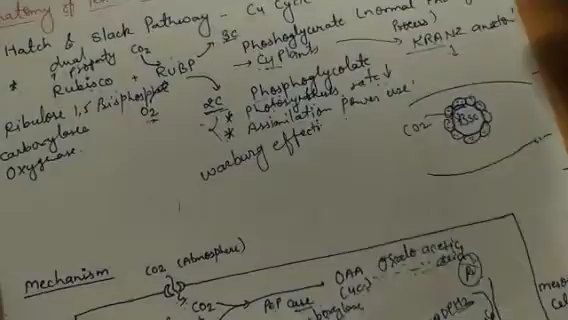 Hatch & slack Pathway - C4 Cycle
dual property
CO2
3C Phosphoglycerate (normal
Process)
* Rubisco + RUBP
→ C4 Plants → KRANZ
Ribulose 1,5 Bisphosphate
O2
2C Phosphoglycolate
carboxylase
* Photosynthesis rate ↓
Oxygenase.
* Assimilation power use
warburg effect
CO2
BSC
Mechanism
CO2 (Atmosphere)
CO2
PEP case
OAA
(4C)
Oxalo acetic
acid